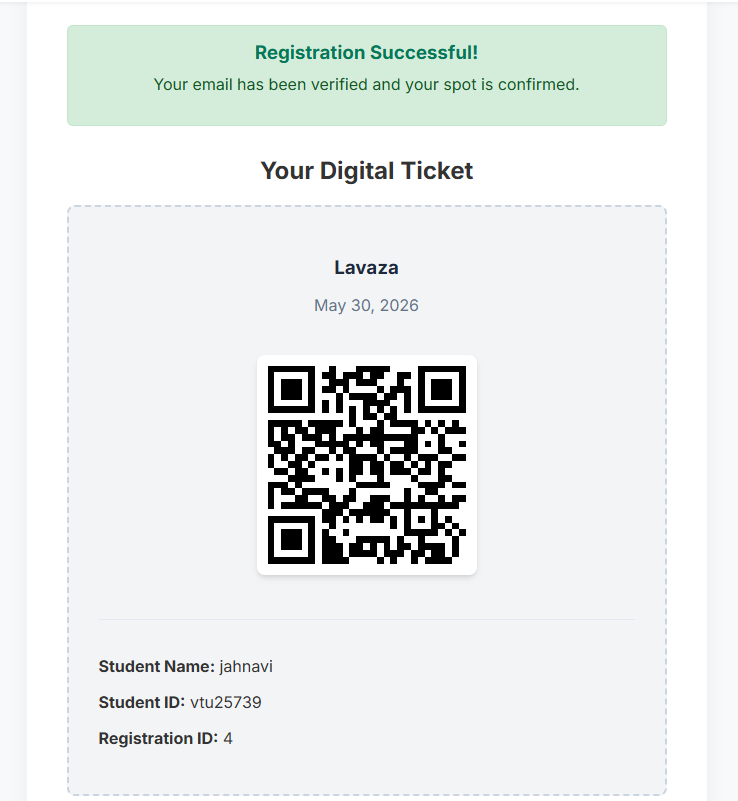 Registration Successful!
Your email has been verified and your spot is confirmed.
Your Digital Ticket
Lavaza
May 30, 2026
Student Name: jahnavi
Student ID: vtu25739
Registration ID: 4